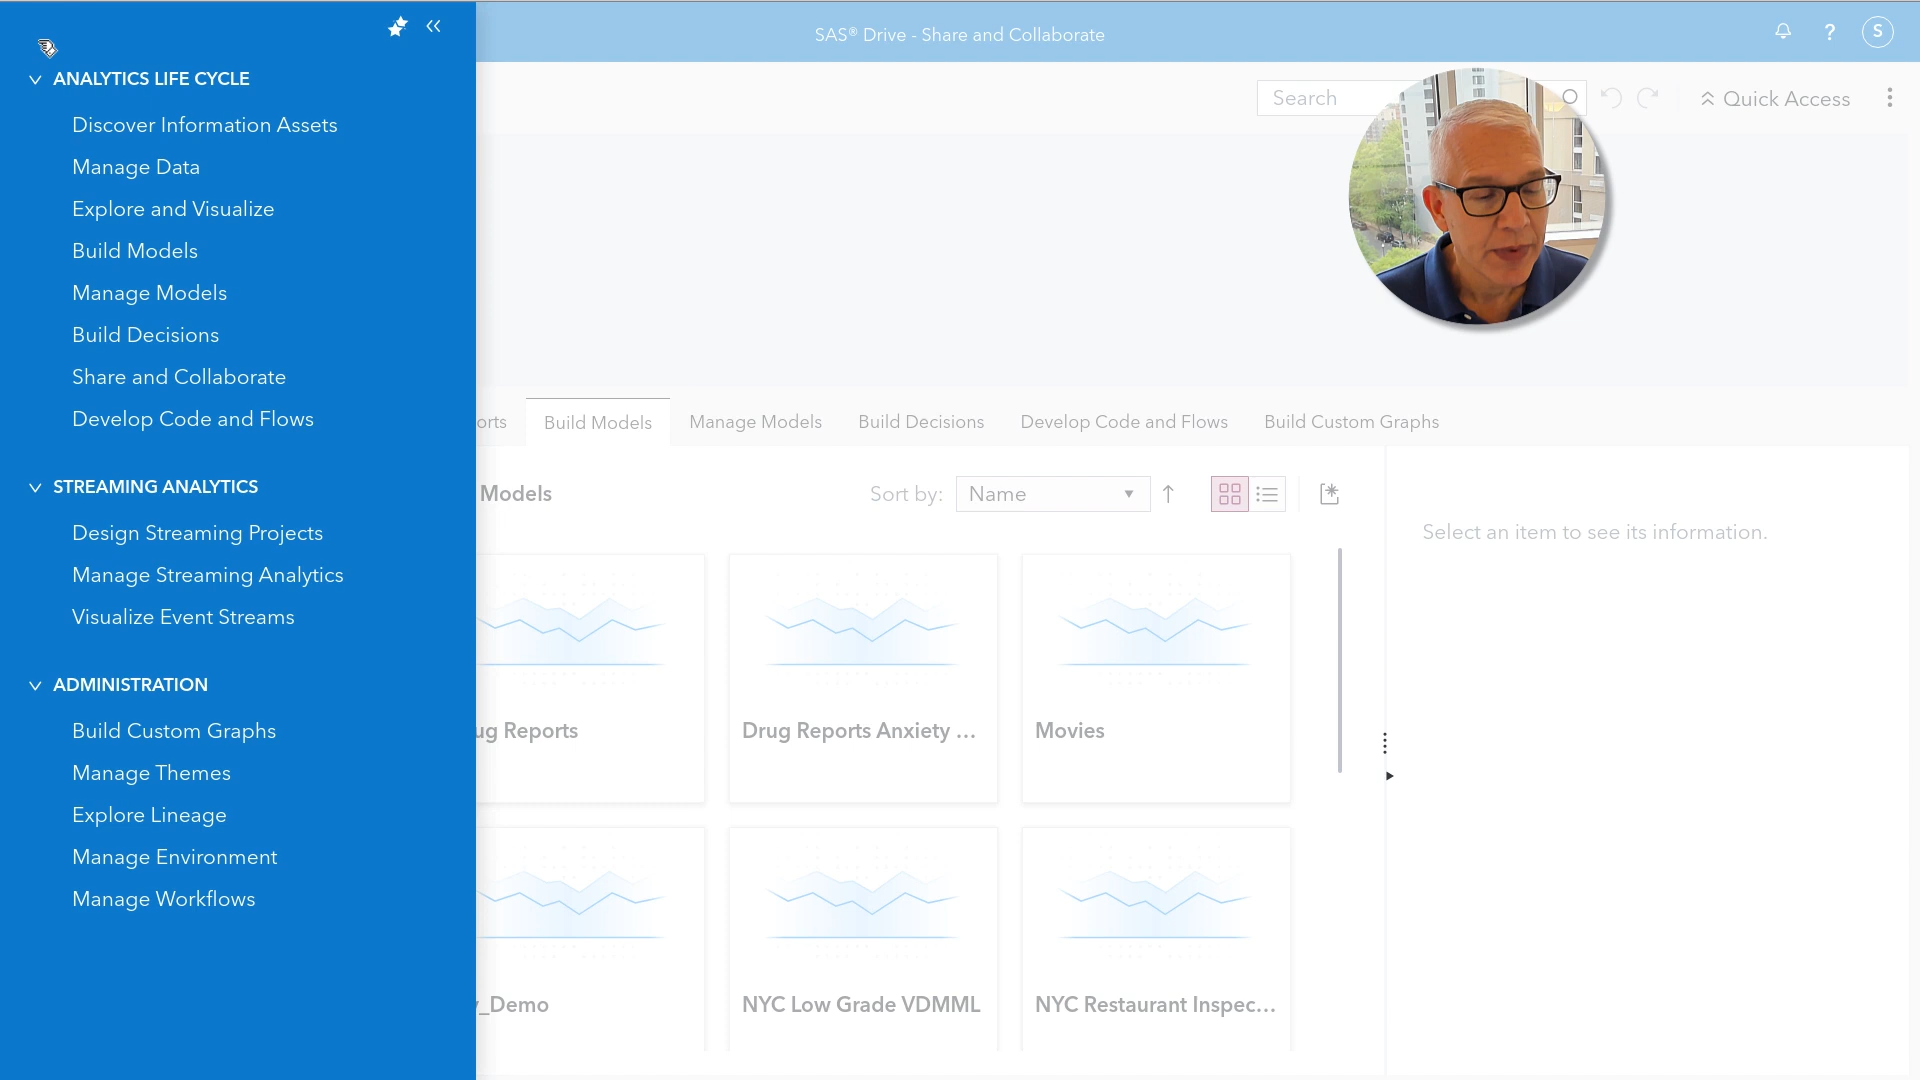 SAS® Drive - Share and Collaborate
?
S
Search
Quick Access
ANALYTICS LIFE CYCLE
Discover Information Assets
Manage Data
Explore and Visualize
Build Models
Manage Models
Build Decisions
Share and Collaborate
Develop Code and Flows
STREAMING ANALYTICS
Design Streaming Projects
Manage Streaming Analytics
Visualize Event Streams
ADMINISTRATION
Build Custom Graphs
Manage Themes
Explore Lineage
Manage Environment
Manage Workflows
orts Build Models Manage Models Build Decisions Develop Code and Flows Build Custom Graphs
Models
Sort by: Name
Select an item to see its information.
ug Reports
Drug Reports Anxiety ...
Movies
_Demo
NYC Low Grade VDMML
NYC Restaurant Inspec...